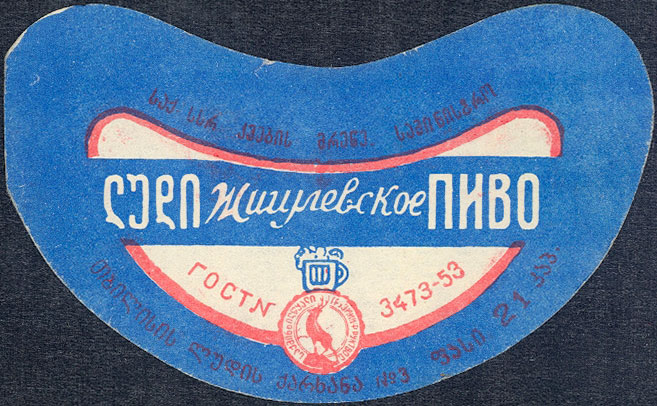 საქ. სსრ კვების მრეწვ. სამინისტრო
ლუდი Жигулевское ПИВО
ГОСТ № 3473-53
თბილისის ლუდის ქარხანა №3 ფასი 21 კაპ.